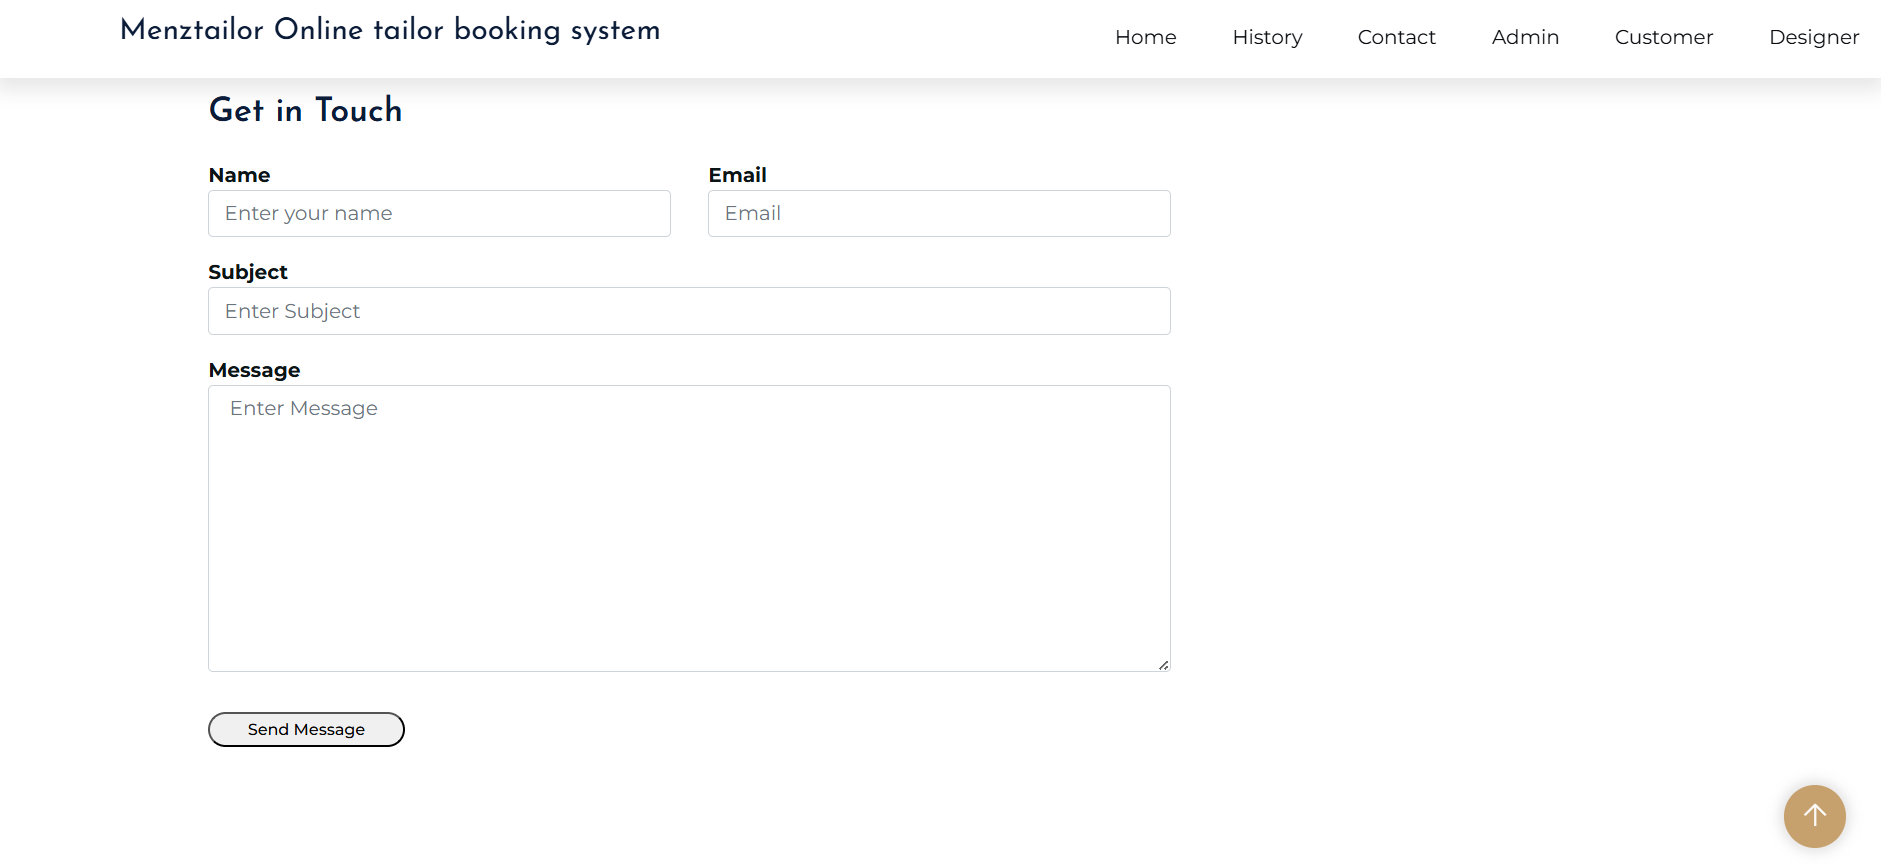 Menztailor Online tailor booking system
Home History Contact Admin Customer Designer
Get in Touch
Name Email
Enter your name Email
Subject
Enter Subject
Message
Enter Message
Send Message